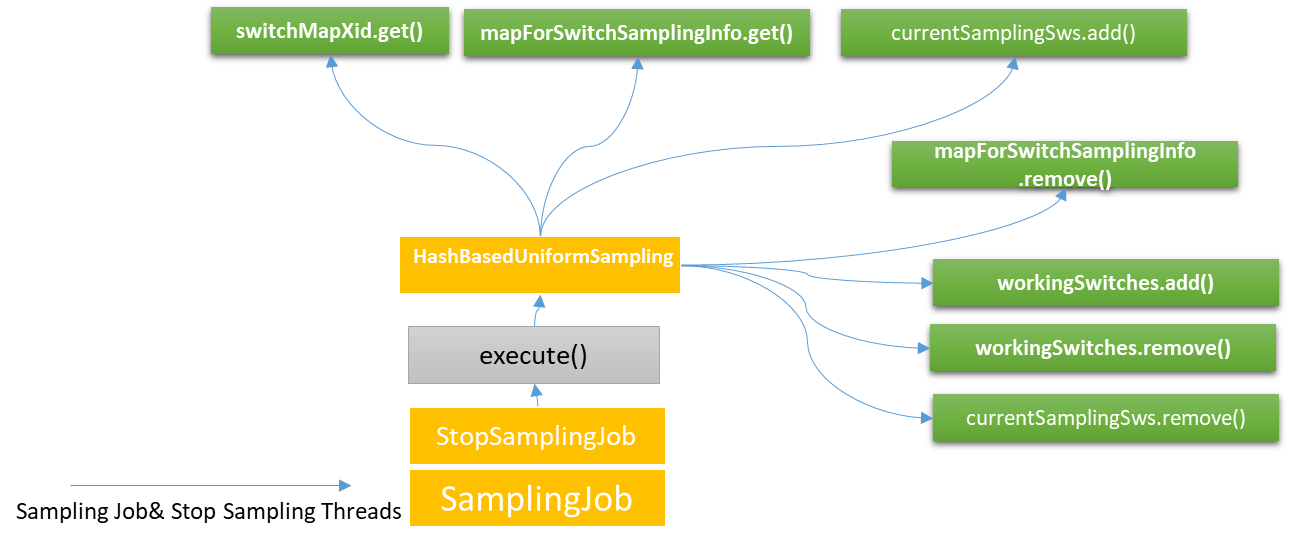 switchMapXid.get()
mapForSwitchSamplingInfo.get()
currentSamplingSws.add()
mapForSwitchSamplingInfo
.remove()
HashBasedUniformSampling
workingSwitches.add()
execute()
workingSwitches.remove()
StopSamplingJob
currentSamplingSws.remove()
SamplingJob
Sampling Job& Stop Sampling Threads